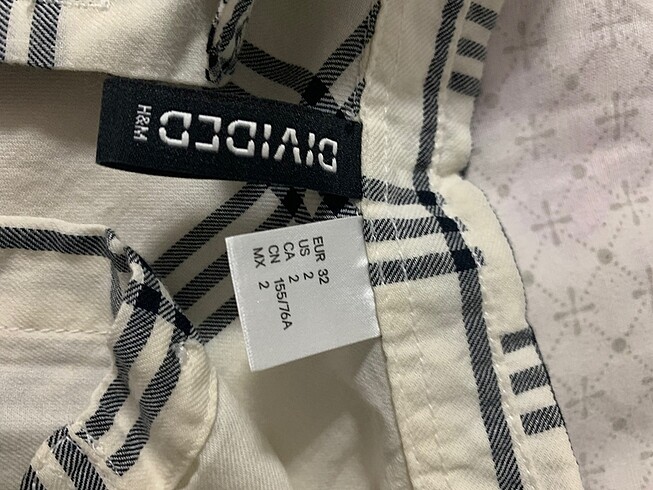 DIVIDED
H&M
EUR 32
US 2
CA 2
CN 155/76A
MX 2